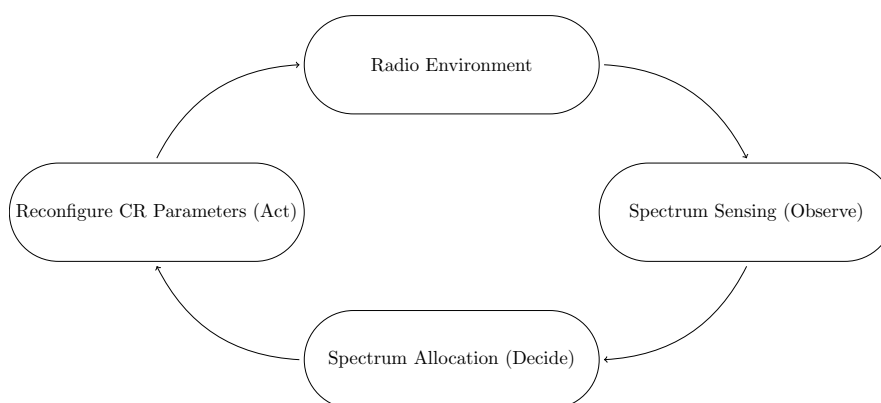 Radio Environment
Reconfigure CR Parameters (Act)
Spectrum Sensing (Observe)
Spectrum Allocation (Decide)